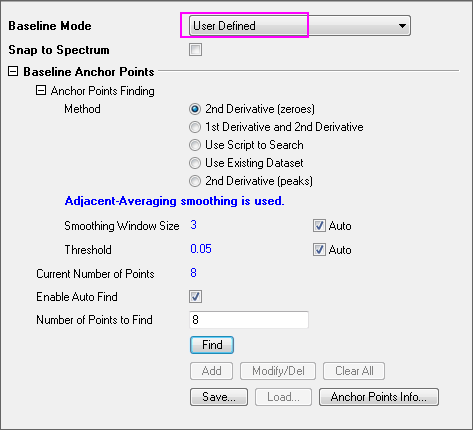 Baseline Mode User Defined
Snap to Spectrum
Baseline Anchor Points
Anchor Points Finding
Method 2nd Derivative (zeroes)
1st Derivative and 2nd Derivative
Use Script to Search
Use Existing Dataset
2nd Derivative (peaks)
Adjacent-Averaging smoothing is used.
Smoothing Window Size 3 Auto
Threshold 0.05 Auto
Current Number of Points 8
Enable Auto Find
Number of Points to Find 8
Find
Add Modify/Del Clear All
Save... Load... Anchor Points Info...